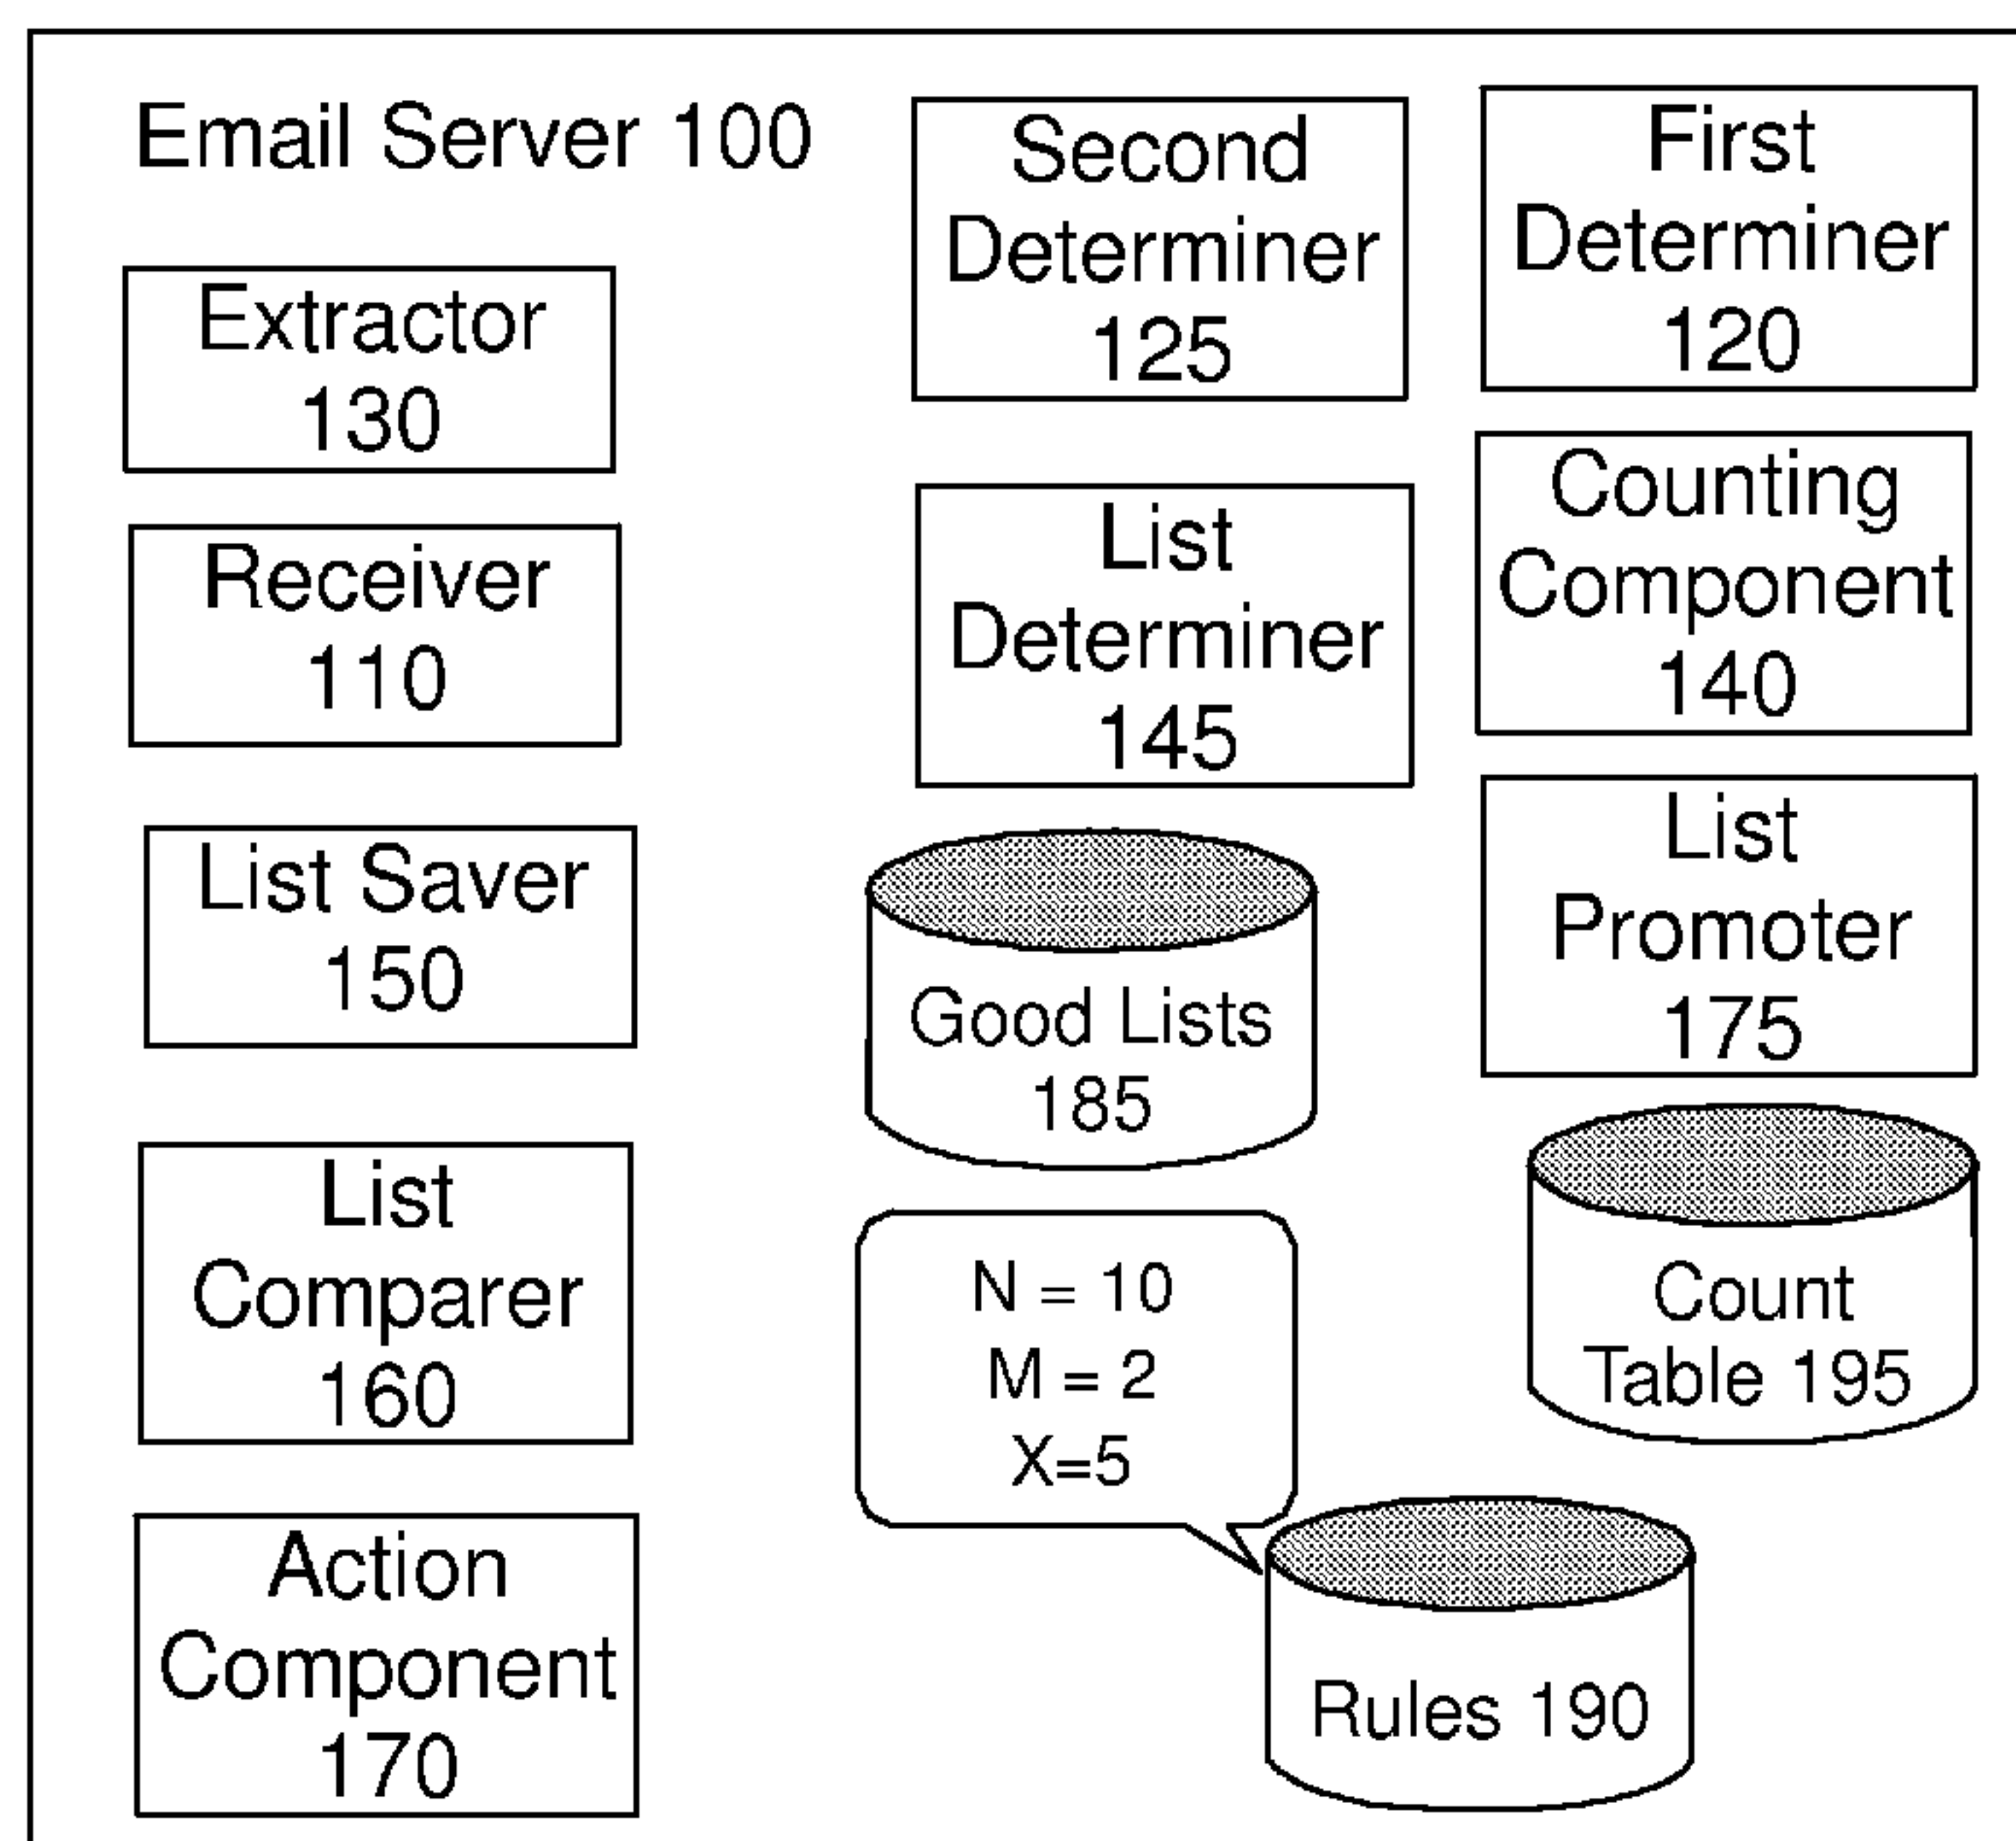 Email Server 100
Extractor
130
Receiver
110
List Saver
150
List
Comparer
160
Action
Component
170
Second
Determiner
125
List
Determiner
145
Good Lists
185
N = 10
M = 2
X=5
Rules 190
First
Determiner
120
Counting
Component
140
List
Promoter
175
Count
Table 195